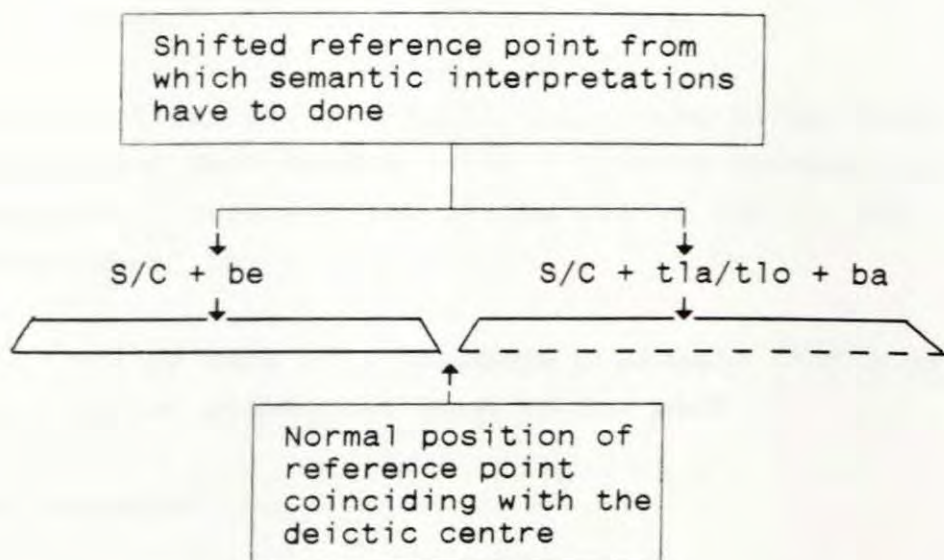 Shifted reference point from
which semantic interpretations
have to done
S/C + be
S/C + tla/tlo + ba
Normal position of
reference point
coinciding with the
deictic centre